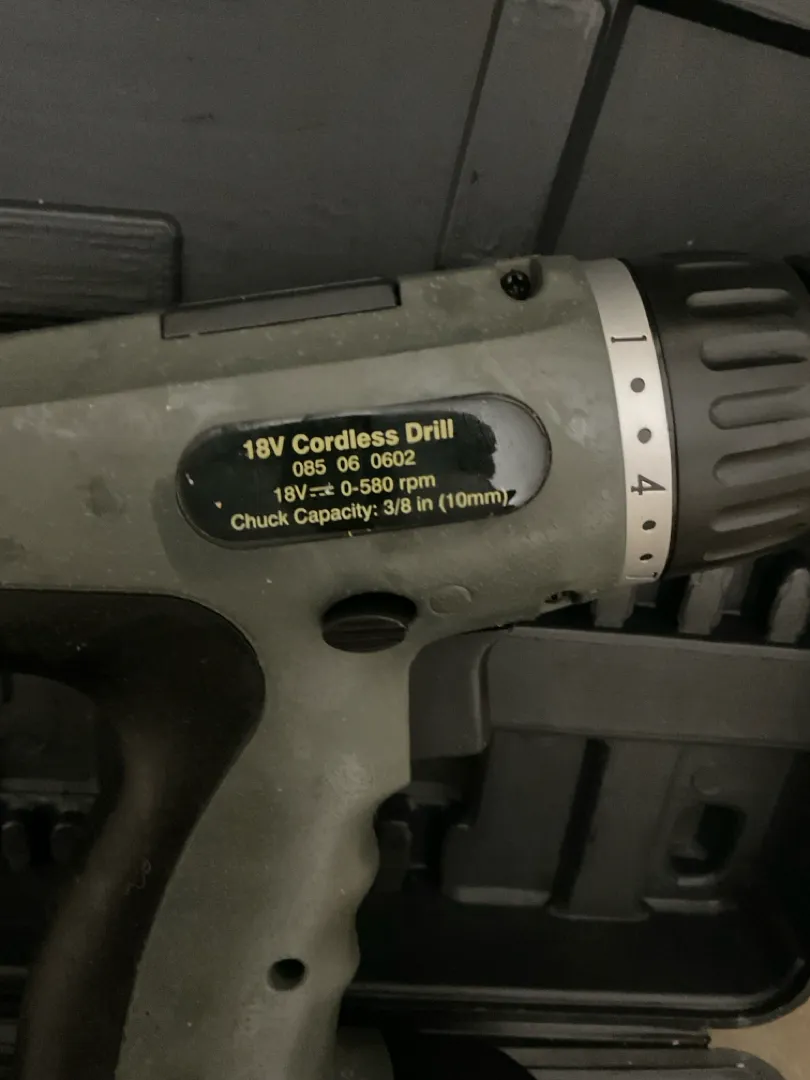 18V Cordless Drill
085 06 0602
18V⎓ 0-580 rpm
Chuck Capacity: 3/8 in (10mm)
1
4